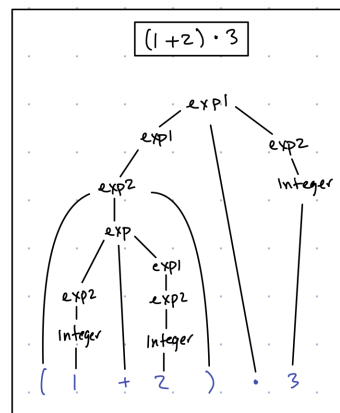 (1+2) · 3
exp1
exp1 exp2
exp2 Integer
exp
exp1
exp2 exp2
Integer Integer
( 1 + 2 ) · 3